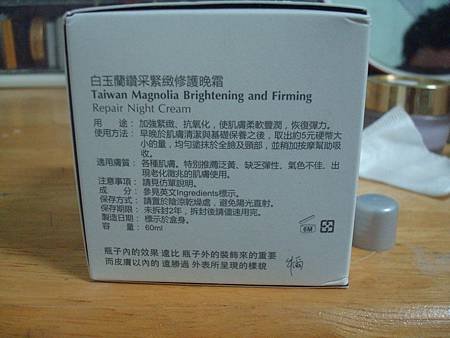 白玉蘭鑽采緊緻修護晚霜
Taiwan Magnolia Brightening and Firming
Repair Night Cream
用　　途：加強緊緻、抗氧化，使肌膚柔軟豐潤，恢復彈力。
使用方法：早晚於肌膚清潔與基礎保養之後，取出約5元硬幣大
小的量，均勻塗抹於全臉及頸部，並稍加按摩幫助吸
收。
適用膚質：各種肌膚。特別推薦泛黃、缺乏彈性、氣色不佳、出
現老化徵兆的肌膚使用。
注意事項：請見仿單說明。
成　　分：參見英文Ingredients標示。
保存方式：請置於陰涼乾燥處，避免陽光直射。
保存期限：未拆封2年，拆封後請儘速用完。
製造日期：標示於盒身。
容　　量：60ml
6M
瓶子內的效果 遠比 瓶子外的裝飾來的重要
而皮膚以內的 遠勝過 外表所呈現的樣貌